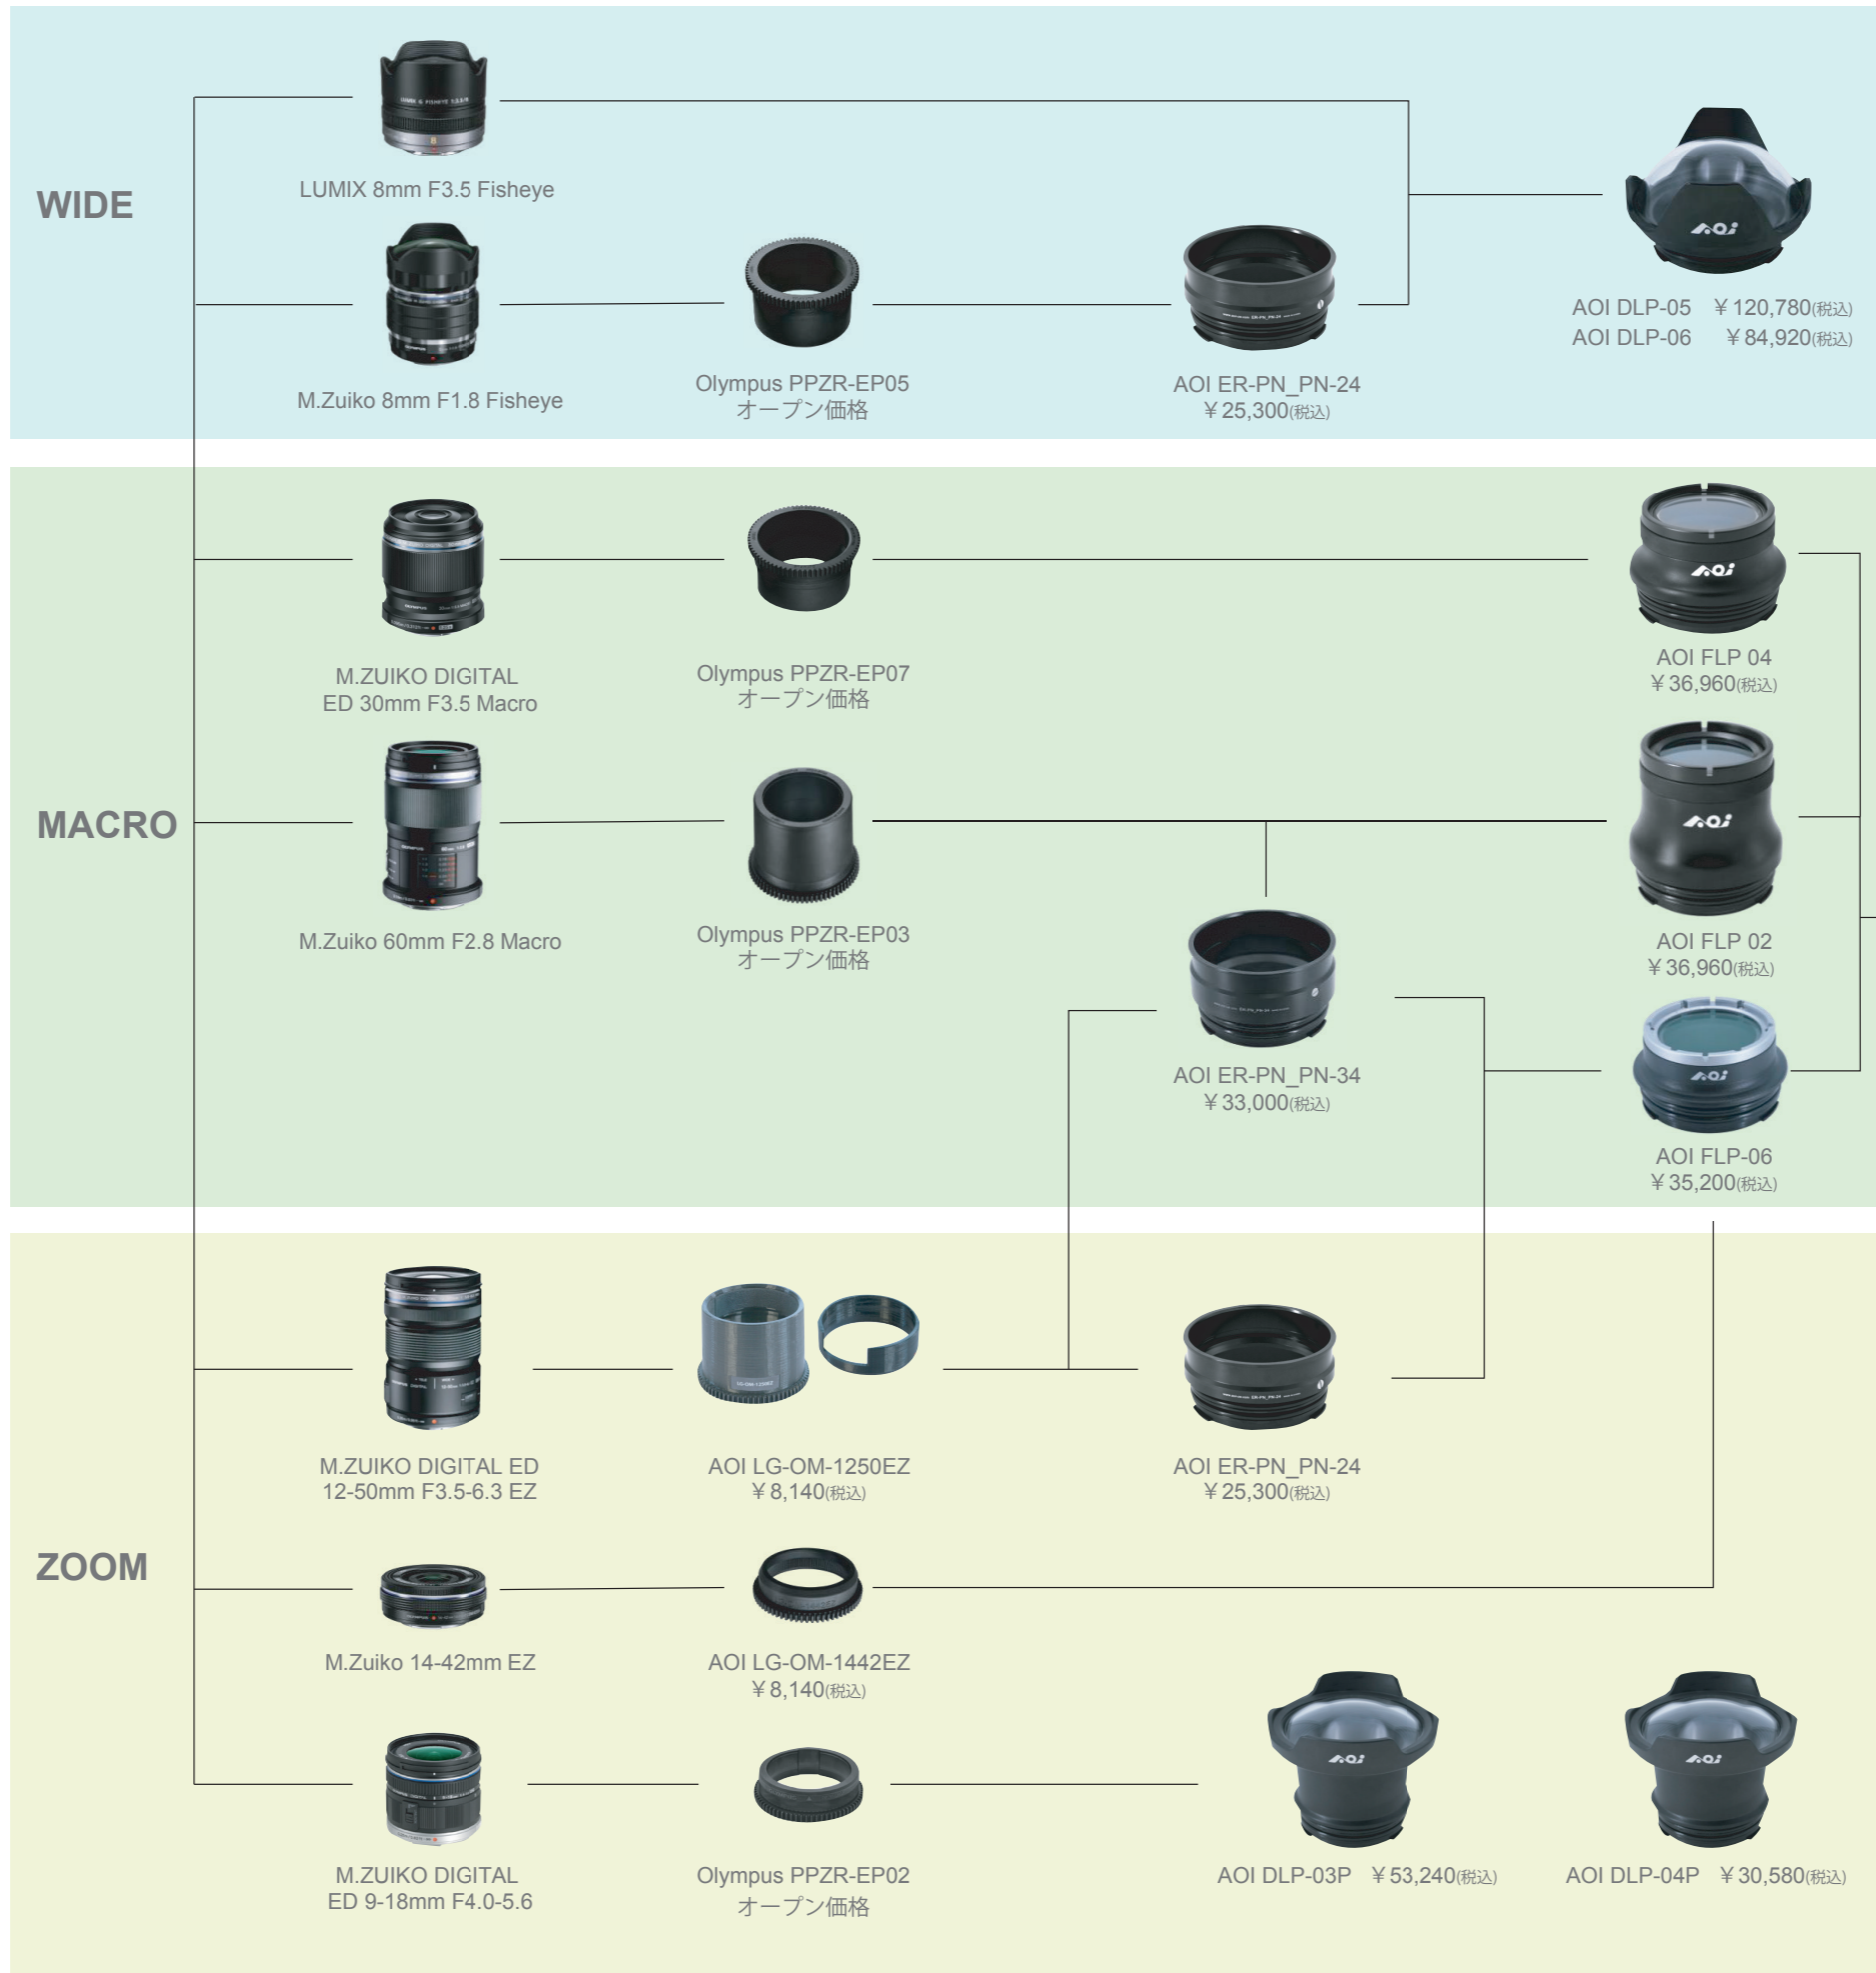 WIDE
LUMIX 8mm F3.5 Fisheye
M.Zuiko 8mm F1.8 Fisheye
Olympus PPZR-EP05
オープン価格
AOI ER-PN_PN-24
￥25,300(税込)
AOI
AOI DLP-05 ￥120,780(税込)
AOI DLP-06 ￥84,920(税込)
MACRO
M.ZUIKO DIGITAL
ED 30mm F3.5 Macro
Olympus PPZR-EP07
オープン価格
AOI
AOI FLP 04
￥36,960(税込)
M.Zuiko 60mm F2.8 Macro
Olympus PPZR-EP03
オープン価格
AOI
AOI FLP 02
￥36,960(税込)
AOI ER-PN_PN-34
￥33,000(税込)
AOI
AOI FLP-06
￥35,200(税込)
ZOOM
M.ZUIKO DIGITAL ED
12-50mm F3.5-6.3 EZ
AOI LG-OM-1250EZ
￥8,140(税込)
AOI ER-PN_PN-24
￥25,300(税込)
M.Zuiko 14-42mm EZ
AOI LG-OM-1442EZ
￥8,140(税込)
M.ZUIKO DIGITAL
ED 9-18mm F4.0-5.6
Olympus PPZR-EP02
オープン価格
AOI
AOI DLP-03P ￥53,240(税込)
AOI
AOI DLP-04P ￥30,580(税込)